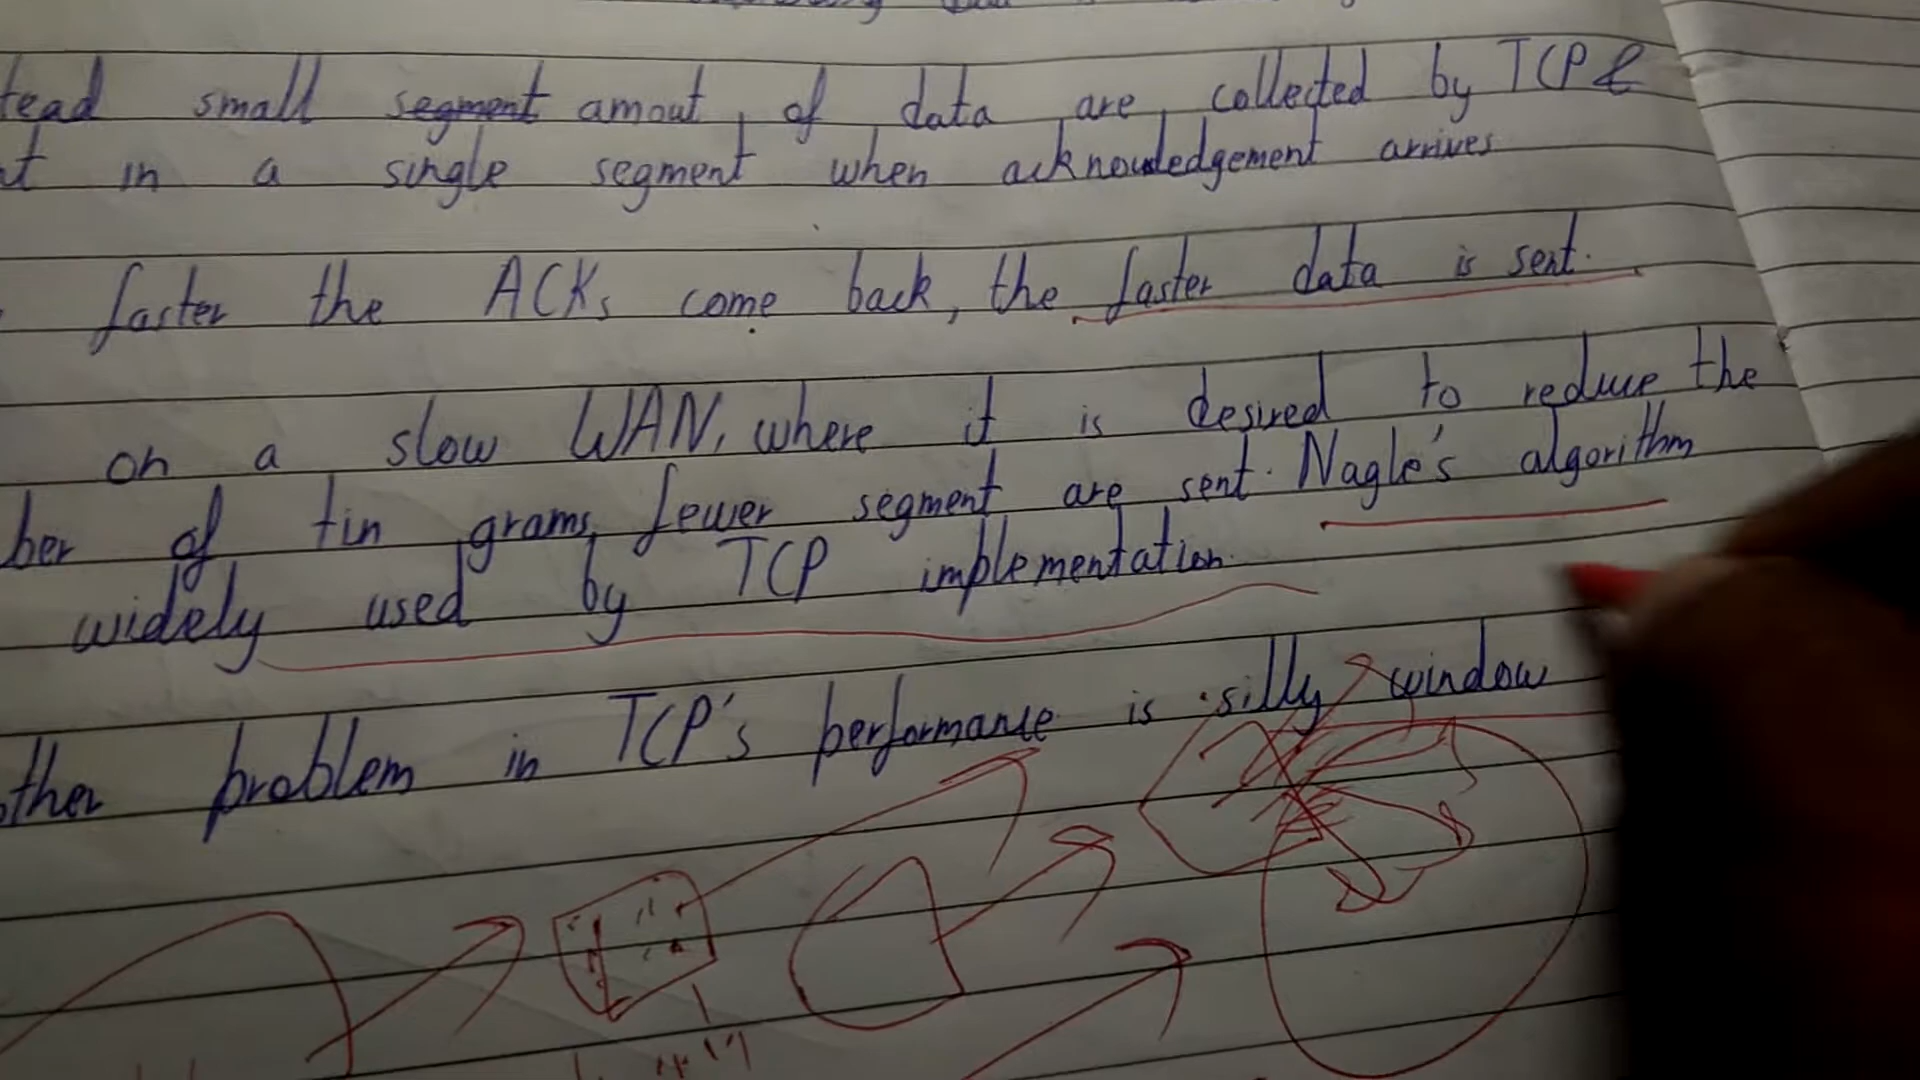 tead small segment amout of data are collected by TCP &
t in a single segment when acknowledgement arrives
faster the ACKs come back, the faster data is sent.
on a slow WAN, where it is desired to reduce the
ber of tin grams, fewer segment are sent. Nagle's algorithm
widely used by TCP implementation.
other problem in TCP's performance is silly window